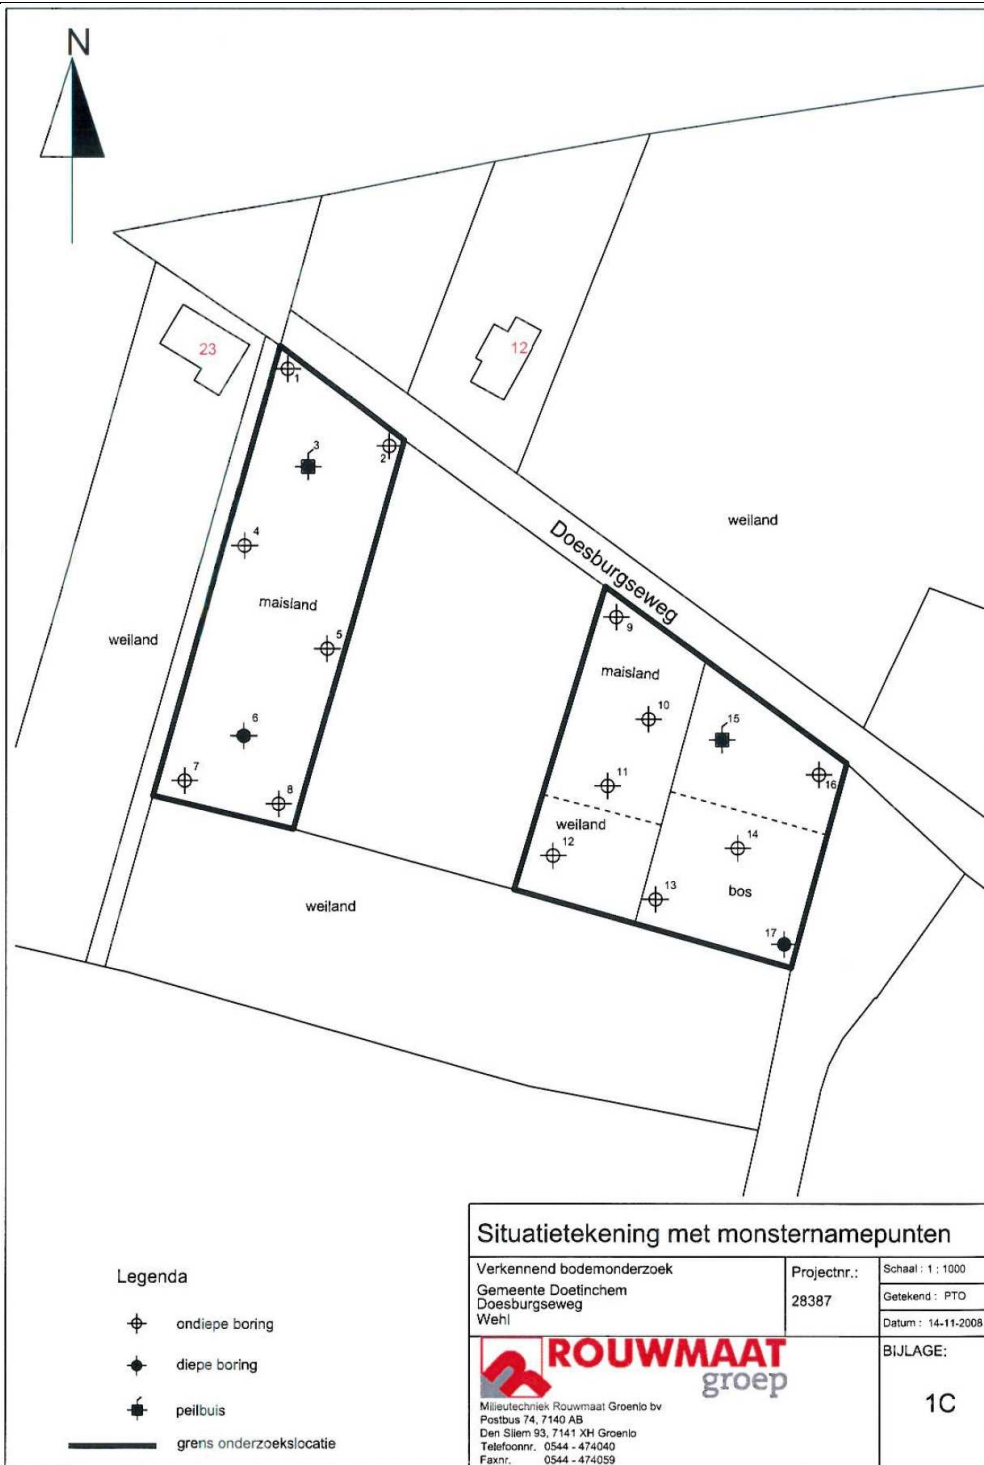 N
23
12
1
2
3
4
maisland
5
weiland
6
7
8
weiland
Doesburgseweg
weiland
9
maisland
10
15
11
16
weiland
12
14
13
bos
17
Legenda
ondiepe boring
diepe boring
peilbuis
grens onderzoekslocatie
Situatietekening met monsternamepunten
Verkennend bodemonderzoek
Gemeente Doetinchem
Doesburgseweg
Wehl
Projectnr.:
28387
Schaal : 1 : 1000
Getekend : PTO
Datum : 14-11-2008
ROUWMAAT
groep
Milieutechniek Rouwmaat Groenlo bv
Postbus 74, 7140 AB
Den Sliem 93, 7141 XH Groenlo
Telefoonnr. 0544 - 474040
Faxnr. 0544 - 474059
BIJLAGE:
1C